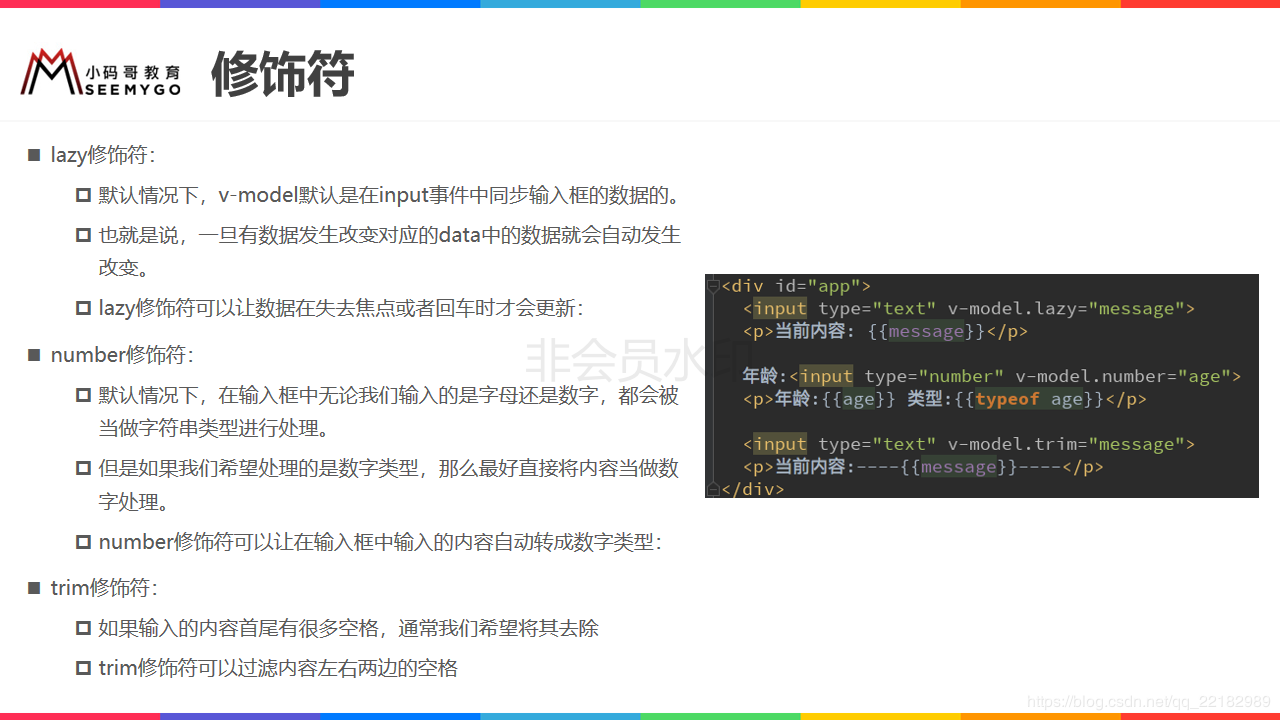 小码哥教育
SEEMYGO
修饰符
lazy修饰符：
默认情况下，v-model默认是在input事件中同步输入框的数据的。
也就是说，一旦有数据发生改变对应的data中的数据就会自动发生
改变。
lazy修饰符可以让数据在失去焦点或者回车时才会更新：
number修饰符：
默认情况下，在输入框中无论我们输入的是字母还是数字，都会被
当做字符串类型进行处理。
但是如果我们希望处理的是数字类型，那么最好直接将内容当做数
字处理。
number修饰符可以让在输入框中输入的内容自动转成数字类型：
trim修饰符：
如果输入的内容首尾有很多空格，通常我们希望将其去除
trim修饰符可以过滤内容左右两边的空格
<div id="app">
<input type="text" v-model.lazy="message">
<p>当前内容: {{message}}</p>
年龄:<input type="number" v-model.number="age">
<p>年龄:{{age}} 类型:{{typeof age}}</p>
<input type="text" v-model.trim="message">
<p>当前内容:----{{message}}----</p>
</div>
非会员水印
https://blog.csdn.net/qq_22182989